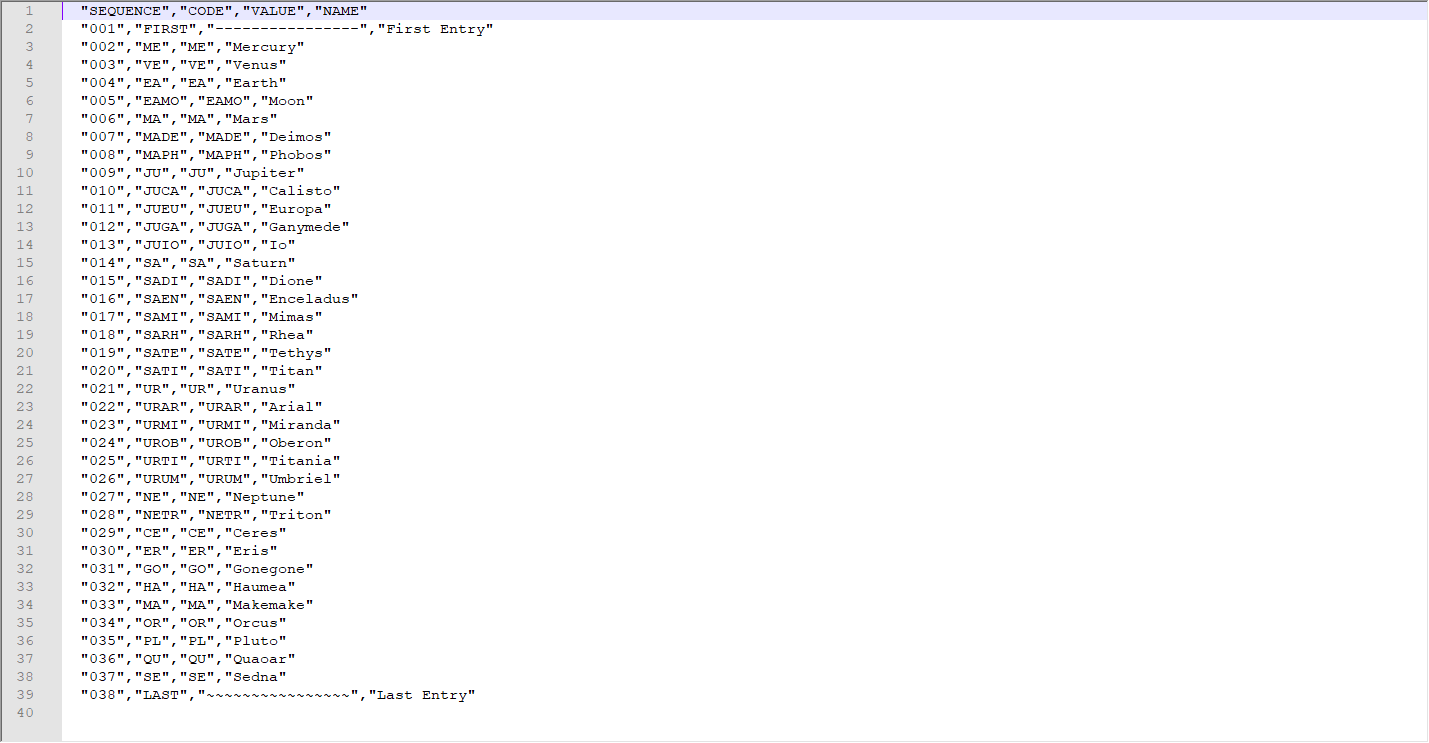 1 "SEQUENCE","CODE","VALUE","NAME"
2 "001","FIRST","----------------","First Entry"
3 "002","ME","ME","Mercury"
4 "003","VE","VE","Venus"
5 "004","EA","EA","Earth"
6 "005","EAMO","EAMO","Moon"
7 "006","MA","MA","Mars"
8 "007","MADE","MADE","Deimos"
9 "008","MAPH","MAPH","Phobos"
10 "009","JU","JU","Jupiter"
11 "010","JUCA","JUCA","Calisto"
12 "011","JUEU","JUEU","Europa"
13 "012","JUGA","JUGA","Ganymede"
14 "013","JUIO","JUIO","Io"
15 "014","SA","SA","Saturn"
16 "015","SADI","SADI","Dione"
17 "016","SAEN","SAEN","Enceladus"
18 "017","SAMI","SAMI","Mimas"
19 "018","SARH","SARH","Rhea"
20 "019","SATE","SATE","Tethys"
21 "020","SATI","SATI","Titan"
22 "021","UR","UR","Uranus"
23 "022","URAR","URAR","Arial"
24 "023","URMI","URMI","Miranda"
25 "024","UROB","UROB","Oberon"
26 "025","URTI","URTI","Titania"
27 "026","URUM","URUM","Umbriel"
28 "027","NE","NE","Neptune"
29 "028","NETR","NETR","Triton"
30 "029","CE","CE","Ceres"
31 "030","ER","ER","Eris"
32 "031","GO","GO","Gonegone"
33 "032","HA","HA","Haumea"
34 "033","MA","MA","Makemake"
35 "034","OR","OR","Orcus"
36 "035","PL","PL","Pluto"
37 "036","QU","QU","Quaoar"
38 "037","SE","SE","Sedna"
39 "038","LAST","~~~~~~~~~~~~~~~~","Last Entry"
40